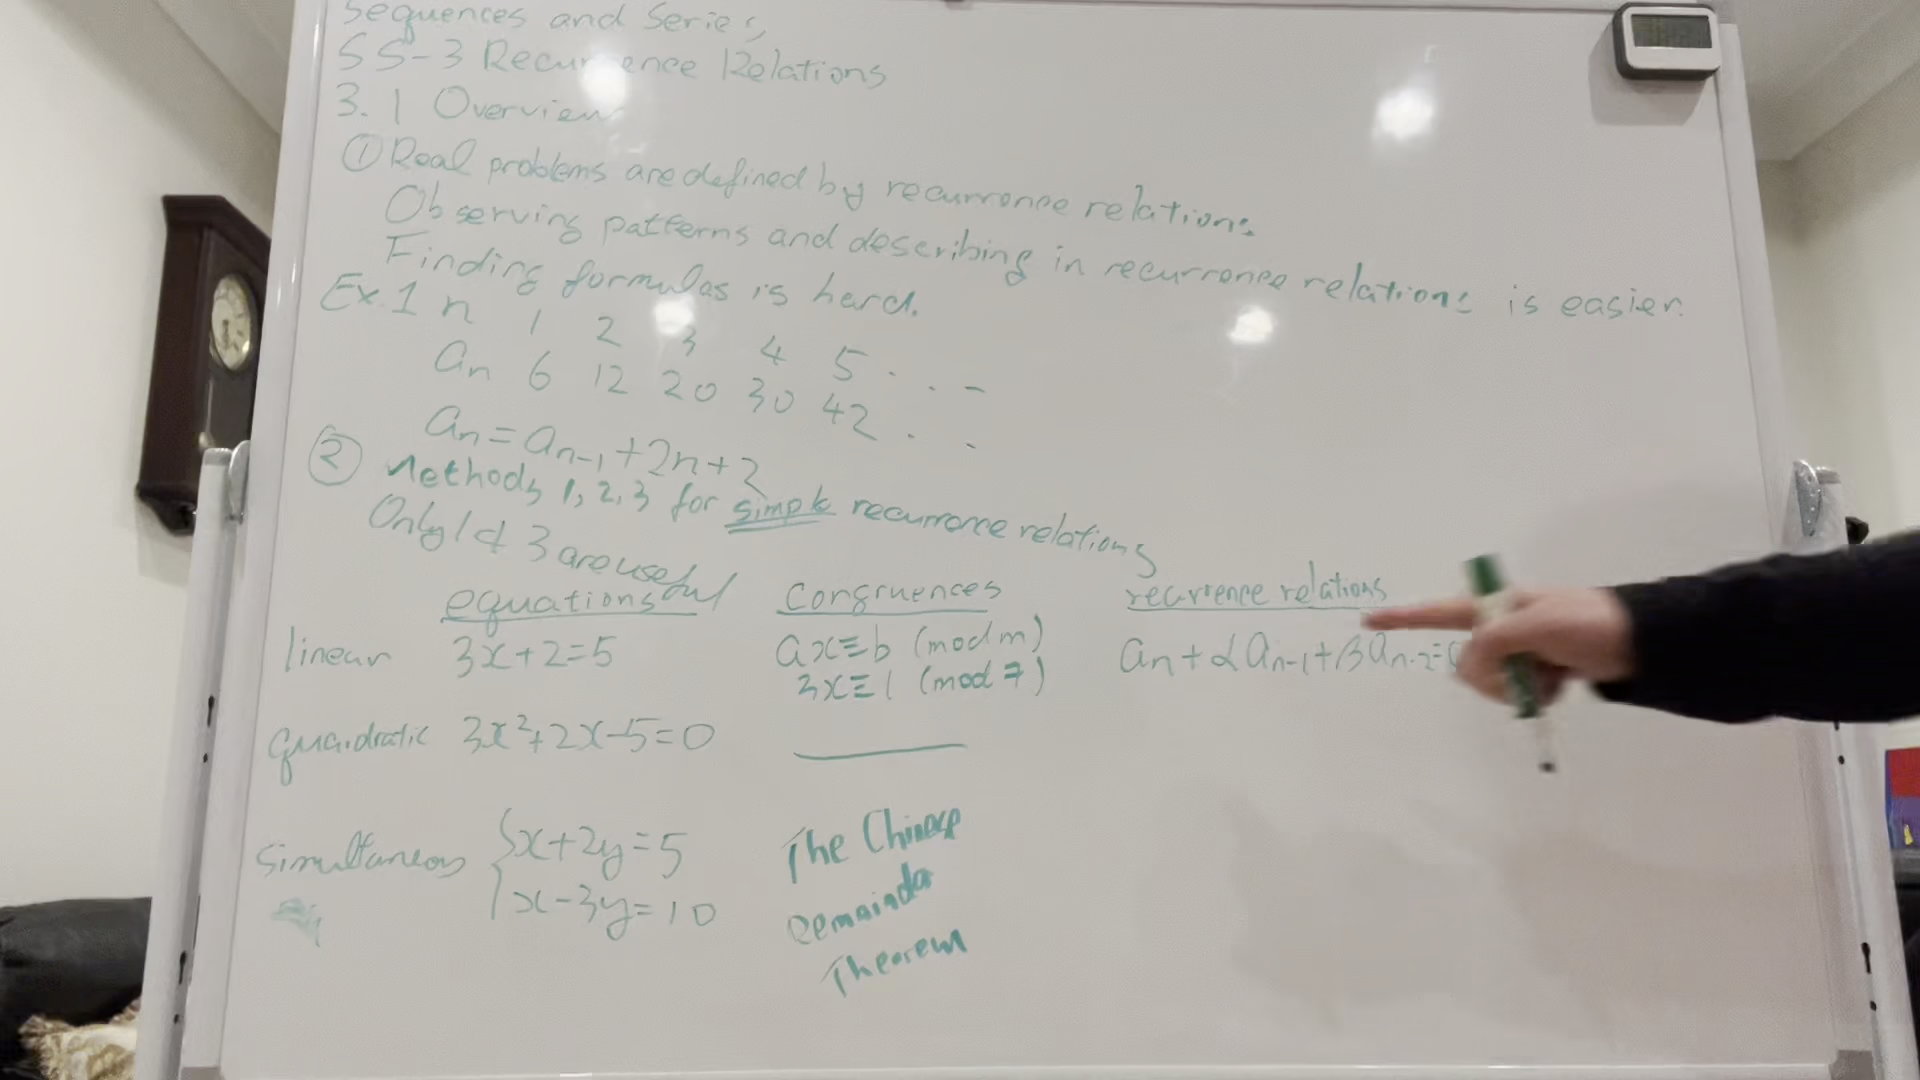 Sequences and Series
SS-3 Recurrence Relations
3.1 Overview
① Real problems are defined by recurrence relations.
Observing patterns and describing in recurrence relations is easier.
Finding formulas is hard.
Ex.1 n 1 2 3 4 5 . . .
an 6 12 20 30 42 . .
an = an-1 + 2n + 2
② Methods 1, 2, 3 for simple recurrence relations
Only 1 & 3 are useful
equations congruences recurrence relations
linear 3x+2=5 ax≡b (mod m) an+αan-1+βan-2=
3x≡1 (mod 7)
quadratic 3x²+2x-5=0
simultaneous {x+2y=5 The Chinese
x-3y=10 Remainder
Theorem